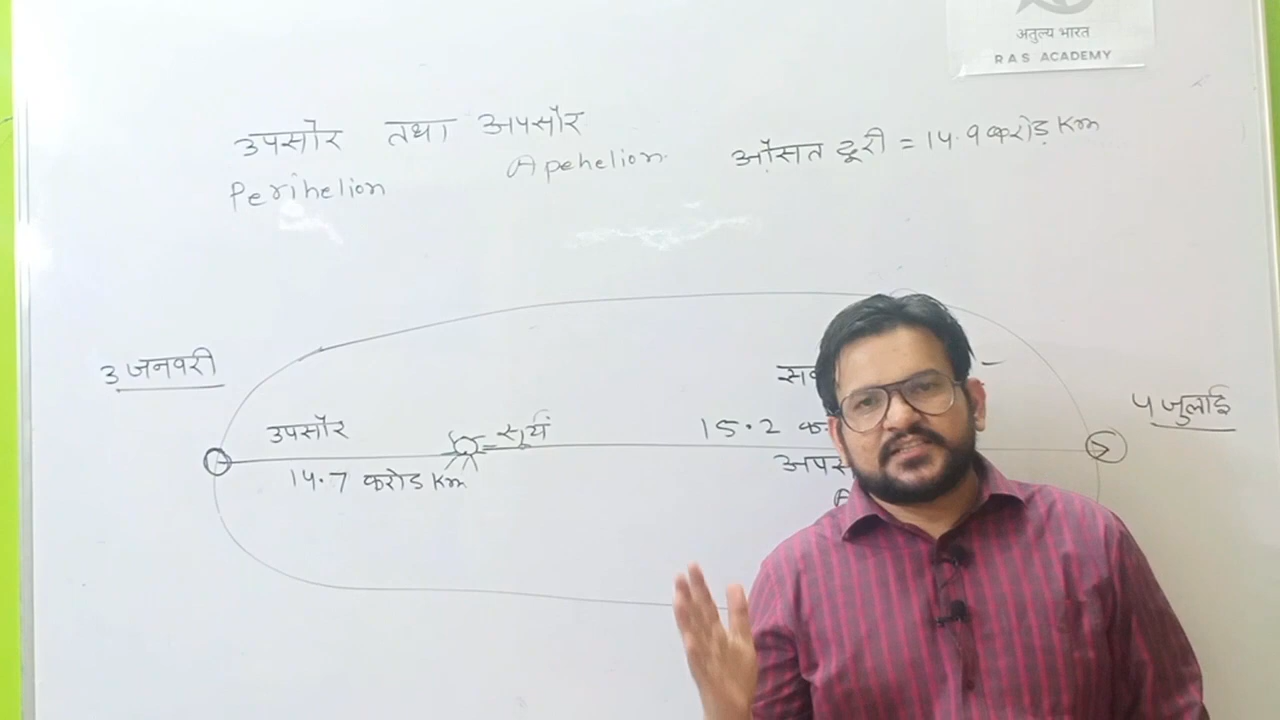 अतुल्य भारत
RAS ACADEMY
उपसौर तथा अपसौर
Perihelion
Apehelion
औसत दूरी = 14.9 करोड़ Km
3 जनवरी
4 जुलाई
उपसौर
सूर्य
14.7 करोड Km
15.2